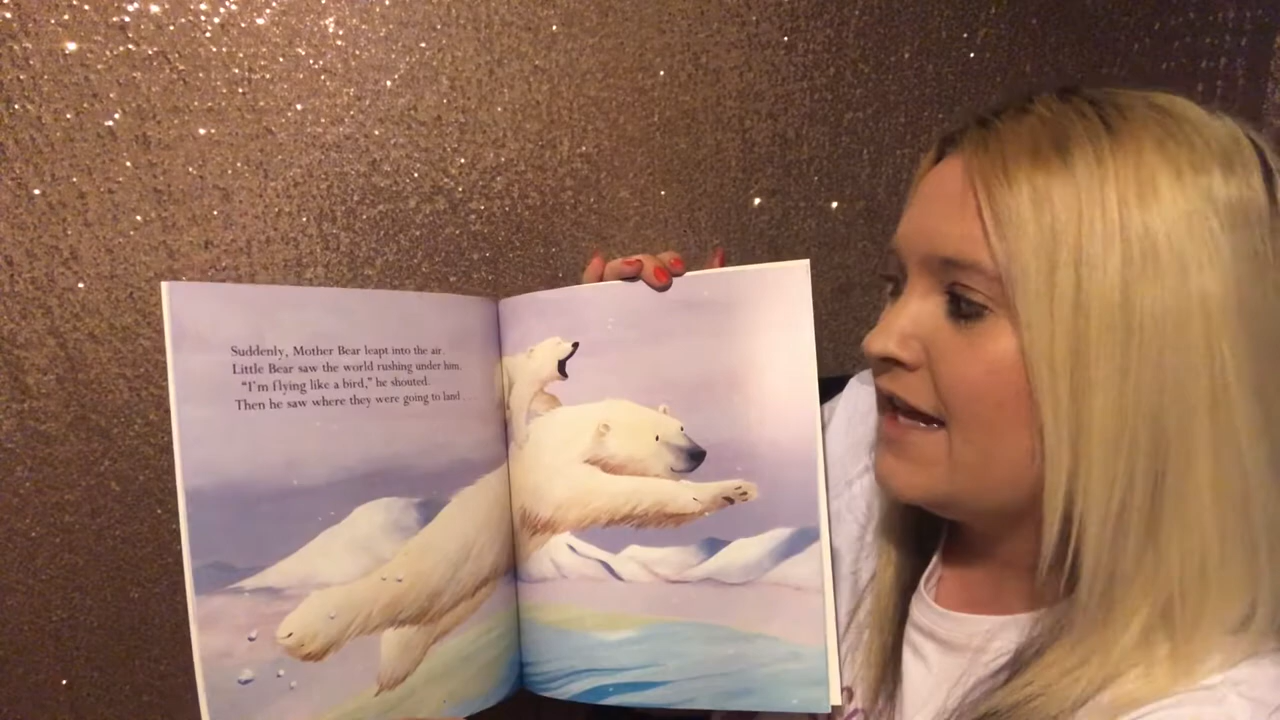 Suddenly, Mother Bear leapt into the air.
Little Bear saw the world rushing under him.
“I’m flying like a bird,” he shouted.
Then he saw where they were going to land . . .